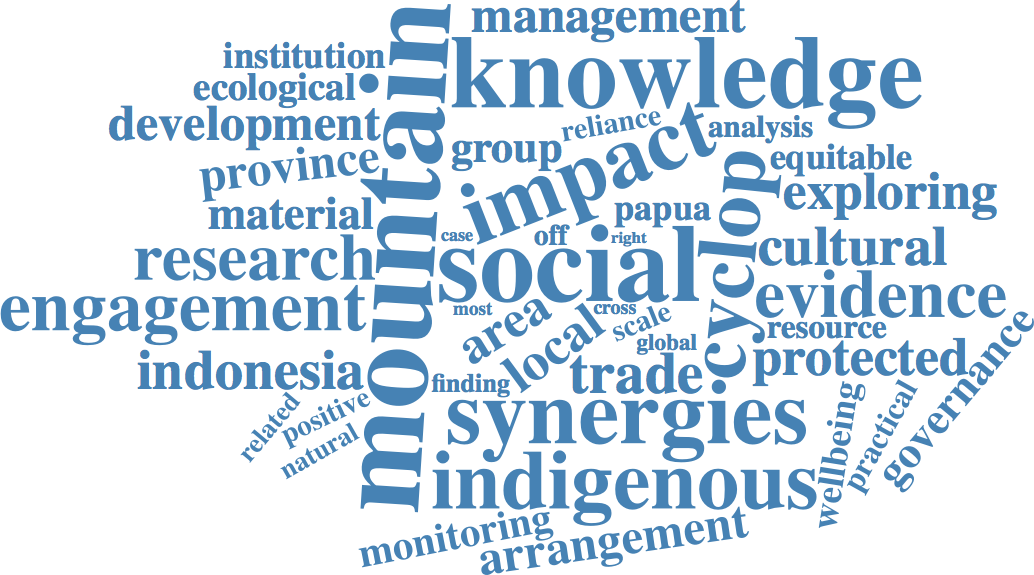 management
institution
knowledge
mountain
ecological
•
development
reliance
analysis
impact
group
province
equitable
cyclop
exploring
material
papua
case
off
right
research
social
cultural
engagement
most
cross
evidence
area
local
scale
resource
global
indonesia
finding
trade
protected
governance
related
positive
natural
synergies
wellbeing
practical
indigenous
monitoring
arrangement